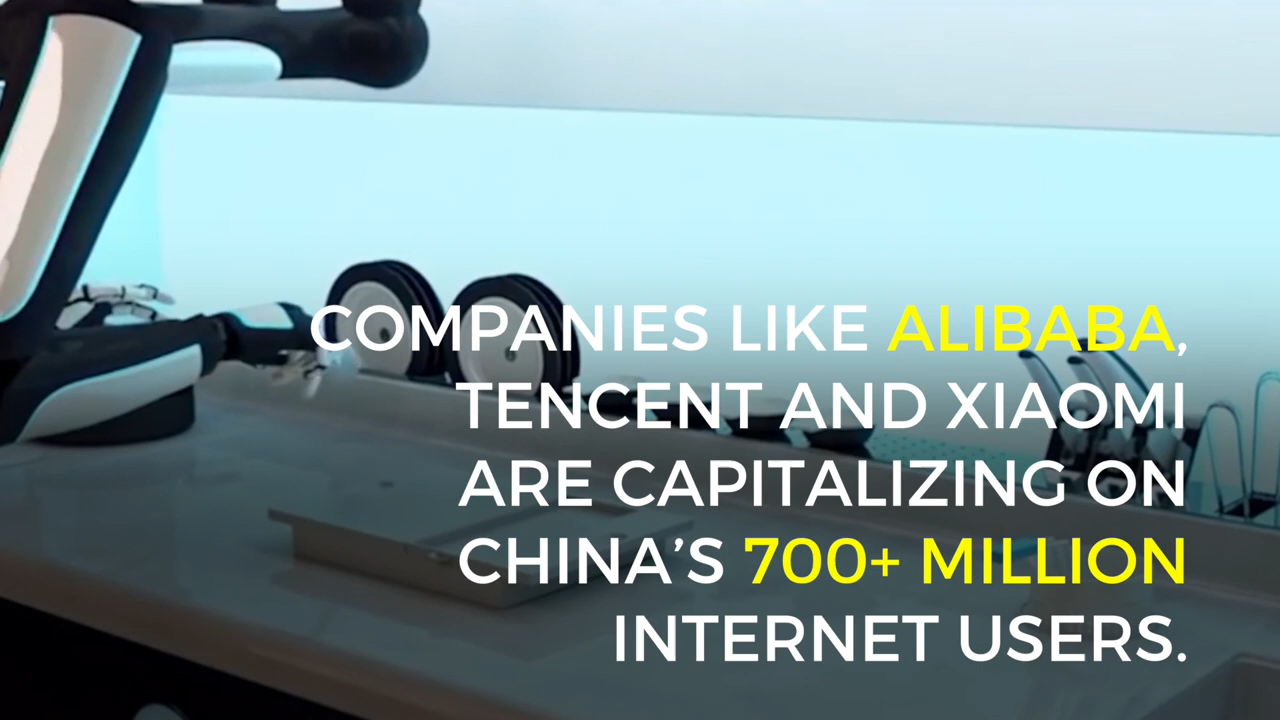 COMPANIES LIKE ALIBABA,
TENCENT AND XIAOMI
ARE CAPITALIZING ON
CHINA’S 700+ MILLION
INTERNET USERS.